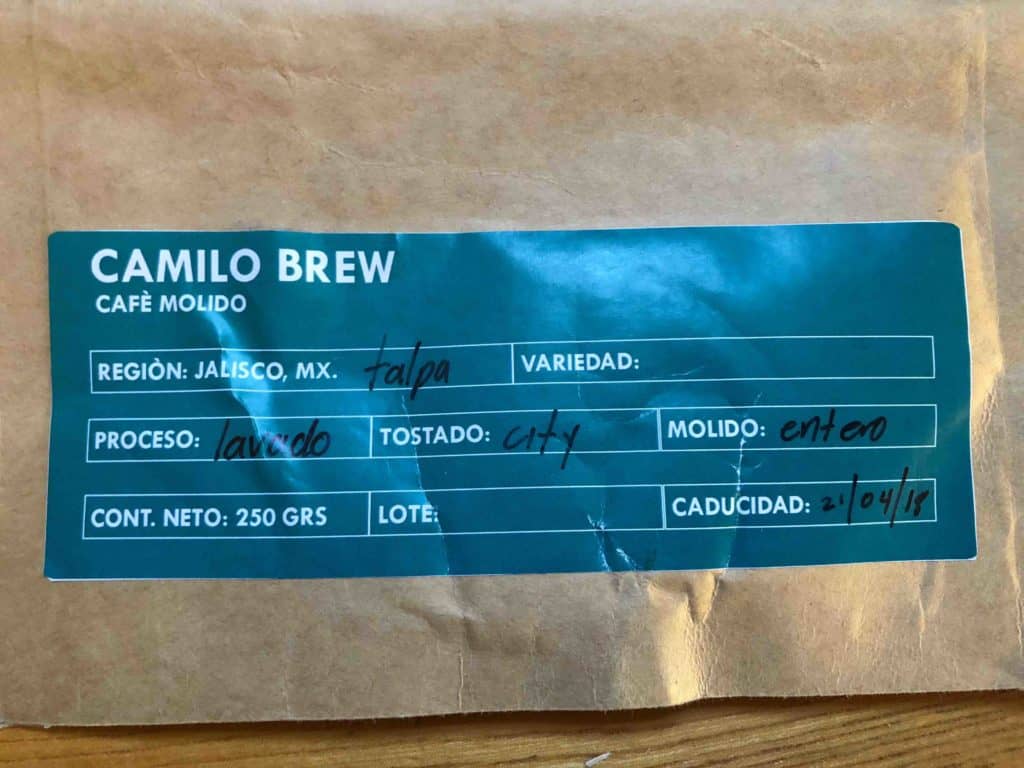 CAMILO BREW
CAFÈ MOLIDO
REGIÒN: JALISCO, MX. talpa VARIEDAD:
PROCESO: lavado TOSTADO: city MOLIDO: entero
CONT. NETO: 250 GRS LOTE: CADUCIDAD: 21/04/18